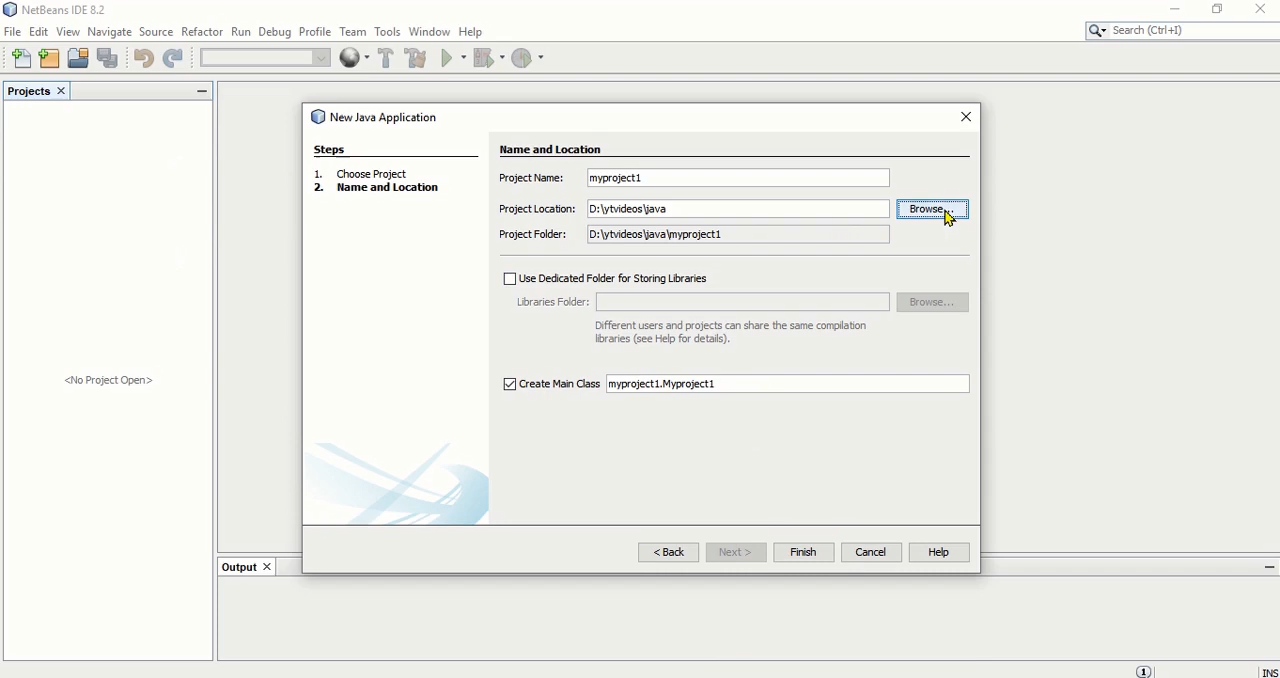 NetBeans IDE 8.2
File Edit View Navigate Source Refactor Run Debug Profile Team Tools Window Help
Search (Ctrl+I)
Projects
<No Project Open>
New Java Application
Steps
1. Choose Project
2. Name and Location
Name and Location
Project Name: myproject1
Project Location: D:\ytvideos\java Browse...
Project Folder: D:\ytvideos\java\myproject1
Use Dedicated Folder for Storing Libraries
Libraries Folder: Browse...
Different users and projects can share the same compilation
libraries (see Help for details).
Create Main Class myproject1.Myproject1
< Back Next > Finish Cancel Help
Output
1 INS